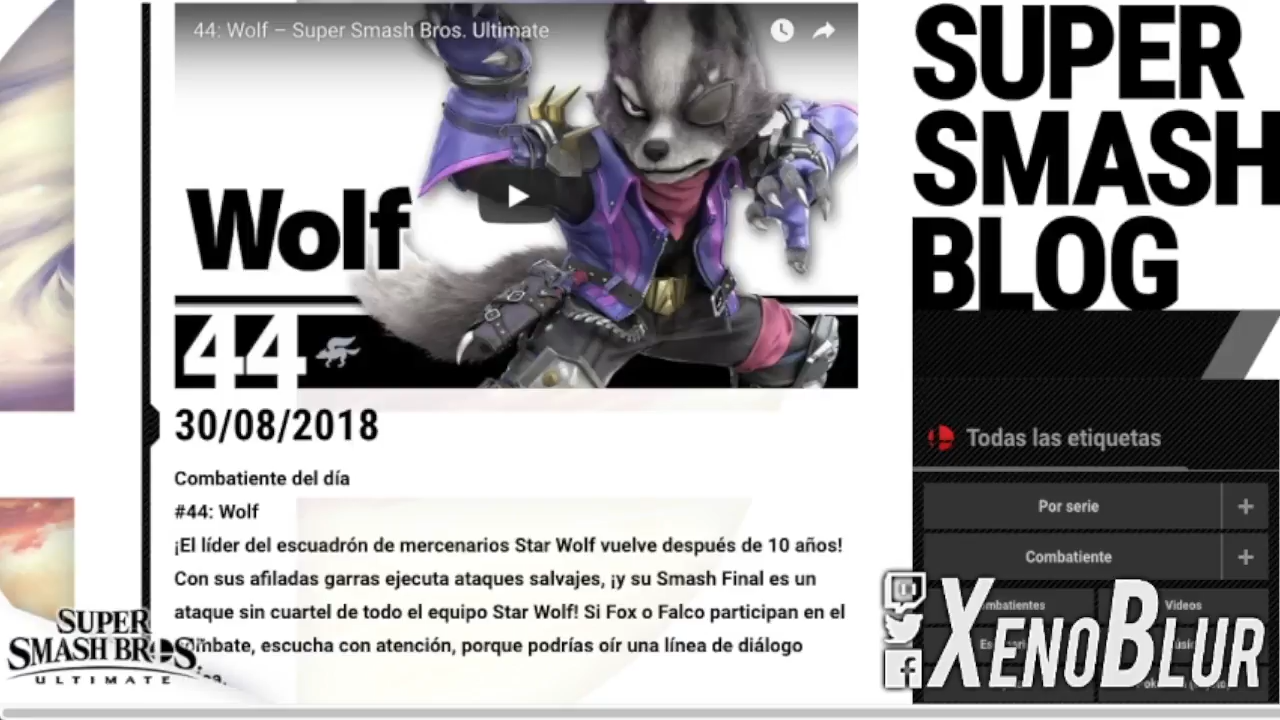 44: Wolf – Super Smash Bros. Ultimate
Wolf
44
30/08/2018
Combatiente del día
#44: Wolf
¡El líder del escuadrón de mercenarios Star Wolf vuelve después de 10 años!
Con sus afiladas garras ejecuta ataques salvajes, ¡y su Smash Final es un
ataque sin cuartel de todo el equipo Star Wolf! Si Fox o Falco participan en el
combate, escucha con atención, porque podrías oír una línea de diálogo
SUPER
SMASH BROS.
ULTIMATE
SUPER
SMASH
BLOG
Todas las etiquetas
Por serie
+
Combatiente
+
Videos
XENOBLUR